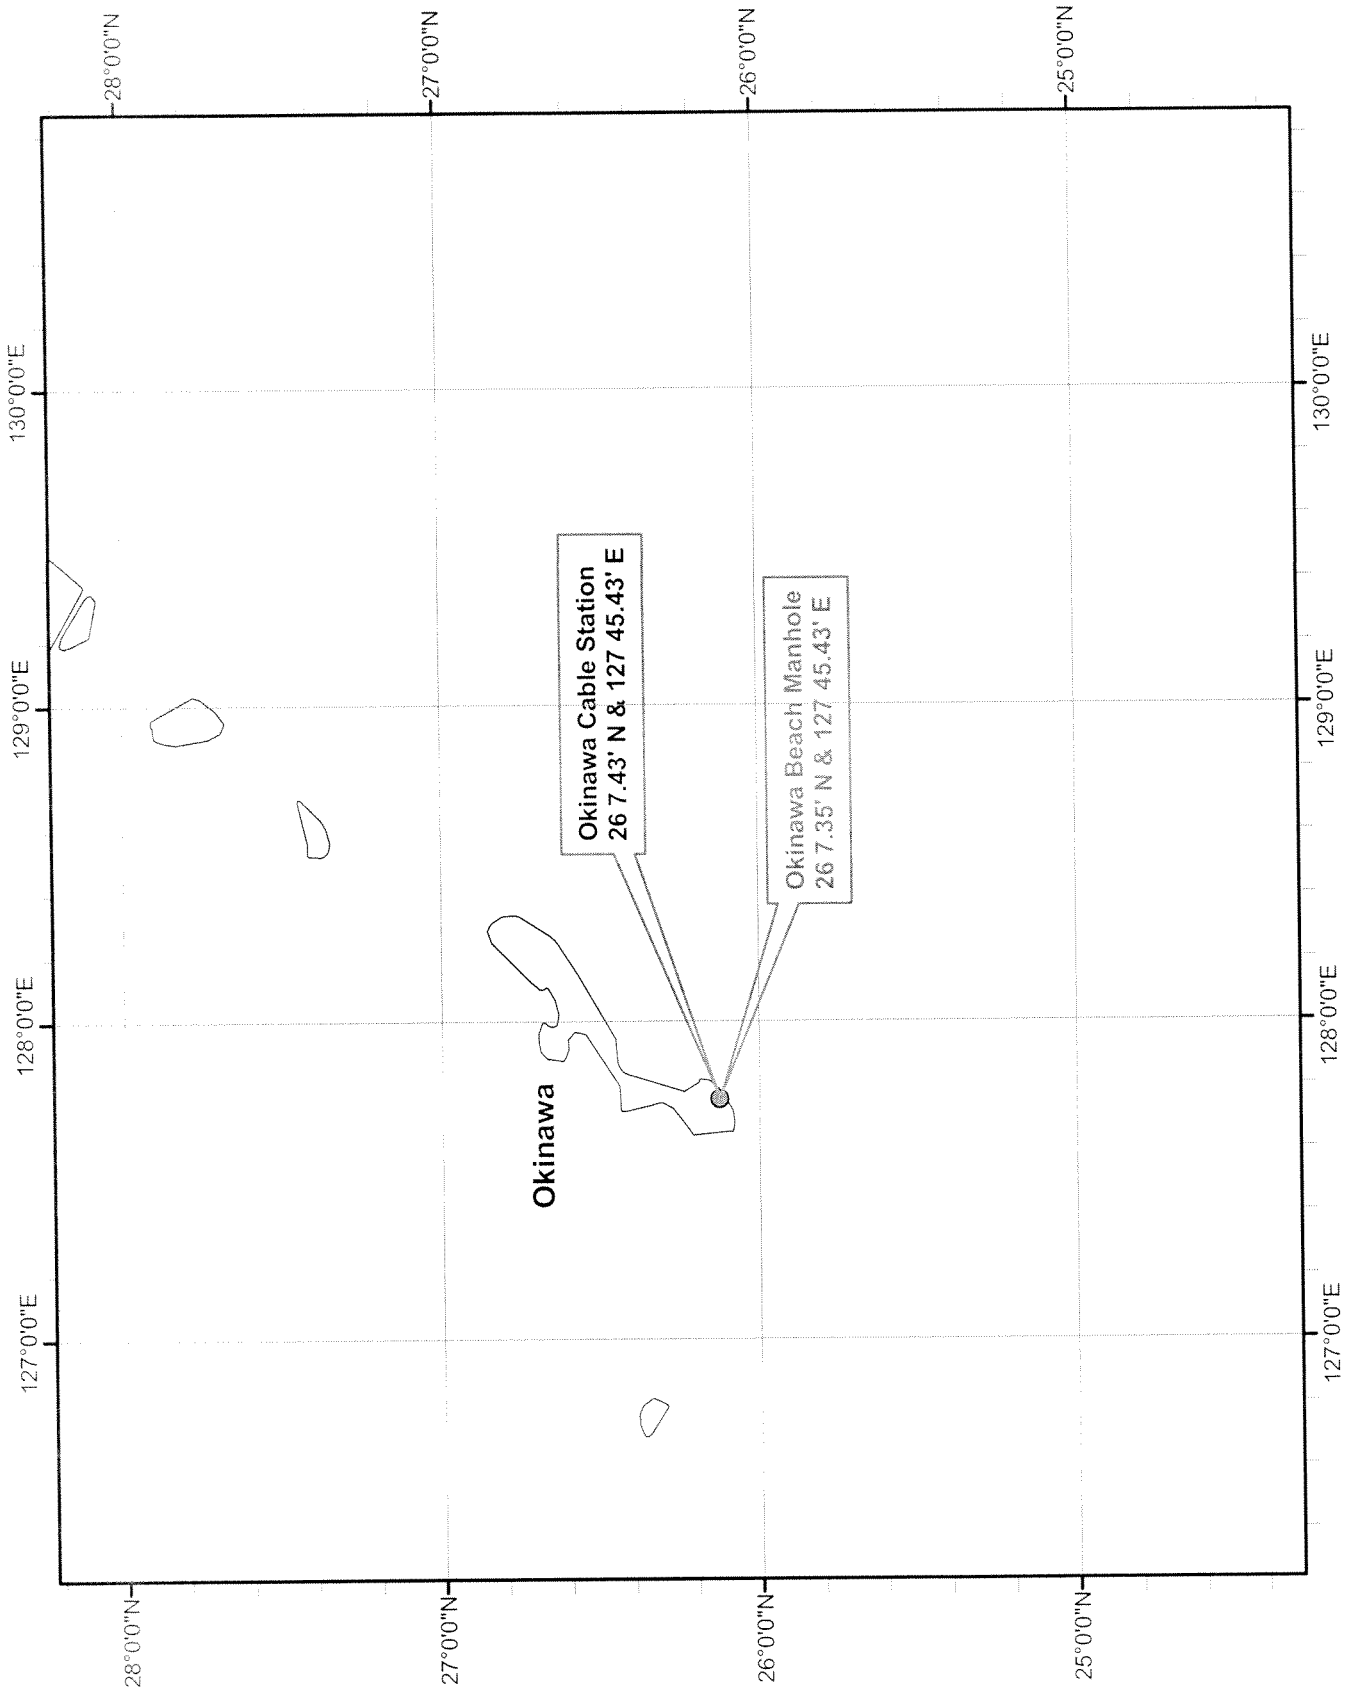 127°0'0"E
128°0'0"E
129°0'0"E
130°0'0"E
28°0'0"N
28°0'0"N
27°0'0"N
27°0'0"N
26°0'0"N
26°0'0"N
25°0'0"N
25°0'0"N
Okinawa
Okinawa Cable Station
26 7.43' N & 127 45.43' E
Okinawa Beach Manhole
26 7.35' N & 127 45.43' E
127°0'0"E
128°0'0"E
129°0'0"E
130°0'0"E